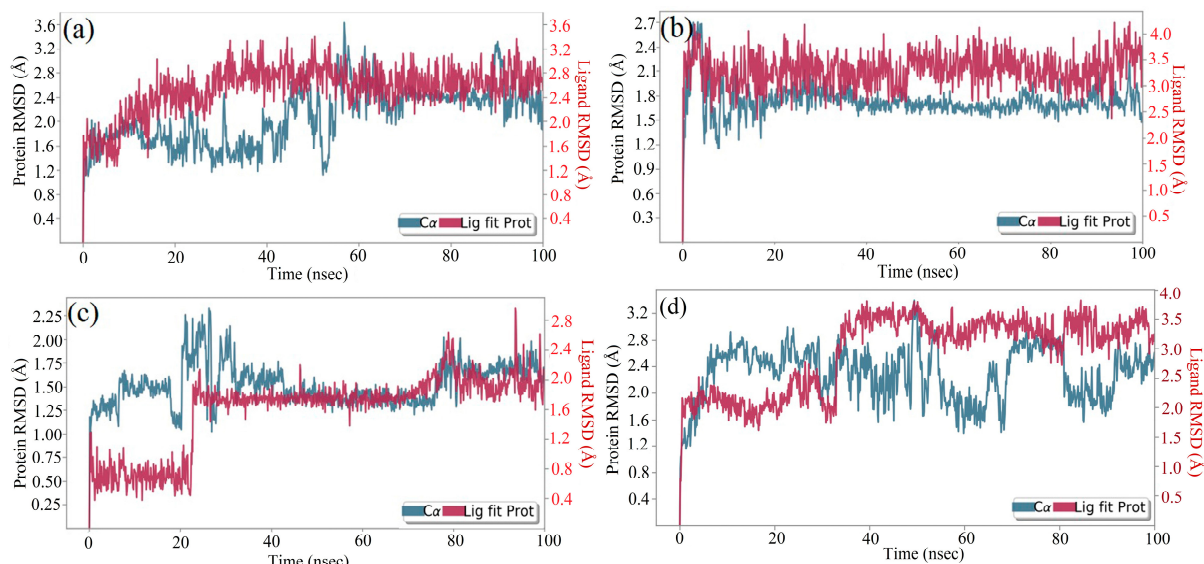 (a)
Protein RMSD (Å)
3.6
3.2
2.8
2.4
2.0
1.6
1.2
0.4
Ligand RMSD (Å)
3.6
3.2
2.8
2.4
2.0
1.6
1.2
0.8
0.4
Cα Lig fit Prot
0 20 40 60 80 100
Time (nsec)
(b)
Protein RMSD (Å)
2.7
2.4
2.1
1.8
1.5
1.2
0.9
0.6
0.3
Ligand RMSD (Å)
4.0
3.5
3.0
2.5
2.0
1.5
1.0
0.5
Cα Lig fit Prot
0 20 40 60 80 100
Time (nsec)
(c)
Protein RMSD (Å)
2.25
2.00
1.75
1.50
1.25
1.00
0.75
0.50
0.25
Ligand RMSD (Å)
2.8
2.4
2.0
1.6
1.2
0.8
0.4
Cα Lig fit Prot
0 20 40 60 80 100
Time (nsec)
(d)
Protein RMSD (Å)
3.2
2.8
2.4
2.0
1.6
1.2
0.8
0.4
Ligand RMSD (Å)
4.0
3.5
3.0
2.5
2.0
1.5
1.0
0.5
Cα Lig fit Prot
0 20 40 60 80 100
Time (nsec)